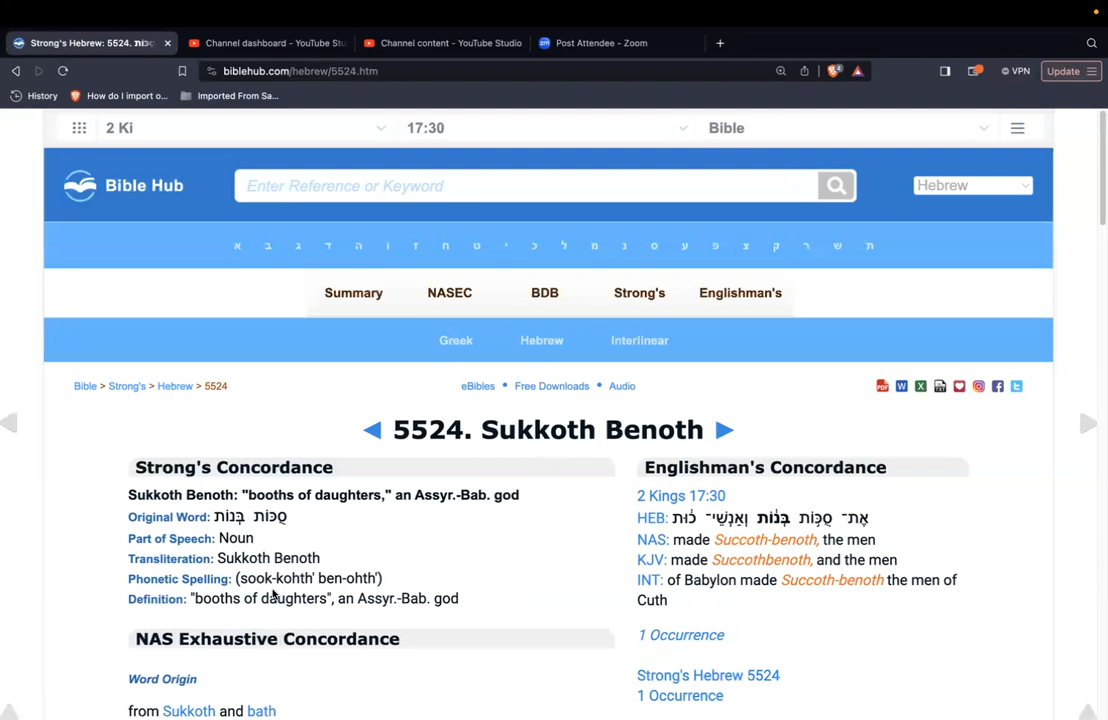 Strong's Hebrew: 5524. סֻכּוֹת
Channel dashboard - YouTube Stu
Channel content - YouTube Studio
Post Attendee - Zoom
biblehub.com/hebrew/5524.htm
VPN
Update
History
How do I import o...
Imported From Sa...
2 Ki
17:30
Bible
Bible Hub
Enter Reference or Keyword
Hebrew
א ב ג ד ה ו ז ח ט י כ ל מ נ ס ע פ צ ק ר ש ת
Summary NASEC BDB Strong's Englishman's
Greek Hebrew Interlinear
Bible > Strong's > Hebrew > 5524
eBibles • Free Downloads • Audio
◄ 5524. Sukkoth Benoth ►
Strong's Concordance
Sukkoth Benoth: "booths of daughters," an Assyr.-Bab. god
Original Word: סֻכּוֹת בְּנוֹת
Part of Speech: Noun
Transliteration: Sukkoth Benoth
Phonetic Spelling: (sook-kohth' ben-ohth')
Definition: "booths of daughters", an Assyr.-Bab. god
NAS Exhaustive Concordance
Word Origin
from Sukkoth and bath
Englishman's Concordance
2 Kings 17:30
HEB: אֶת־ סֻכּ֣וֹת בְּנ֔וֹת וְאַנְשֵׁי־ כ֔וּת
NAS: made Succoth-benoth, the men
KJV: made Succothbenoth, and the men
INT: of Babylon made Succoth-benoth the men of
Cuth
1 Occurrence
Strong's Hebrew 5524
1 Occurrence